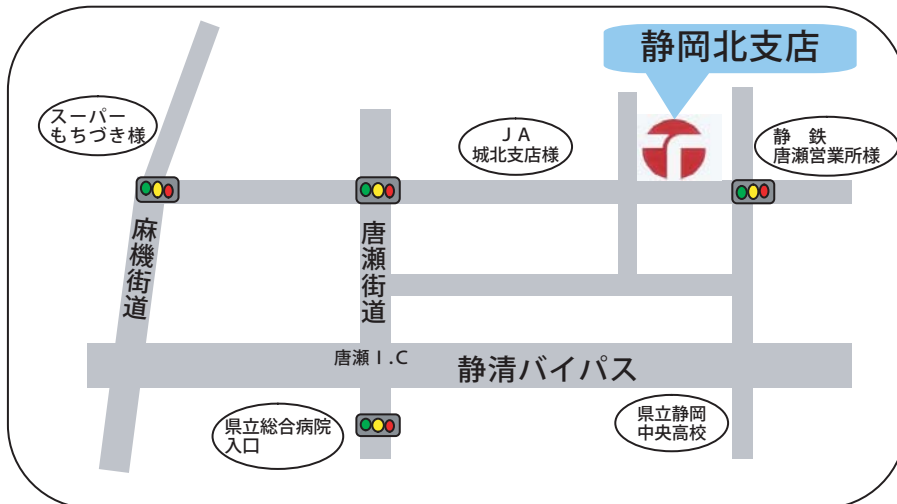 静岡北支店
スーパー
もちづき様
ＪＡ
城北支店様
静　鉄
唐瀬営業所様
麻機街道
唐瀬街道
唐瀬Ｉ.Ｃ
静清バイパス
県立総合病院
入口
県立静岡
中央高校